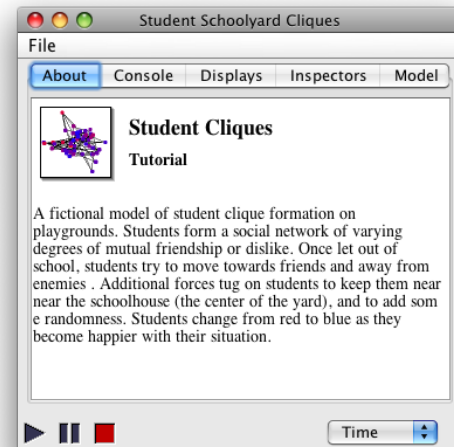 Student Schoolyard Cliques
File
About Console Displays Inspectors Model
Student Cliques
Tutorial
A fictional model of student clique formation on
playgrounds. Students form a social network of varying
degrees of mutual friendship or dislike. Once let out of
school, students try to move towards friends and away from
enemies . Additional forces tug on students to keep them near
near the schoolhouse (the center of the yard), and to add som
e randomness. Students change from red to blue as they
become happier with their situation.
Time